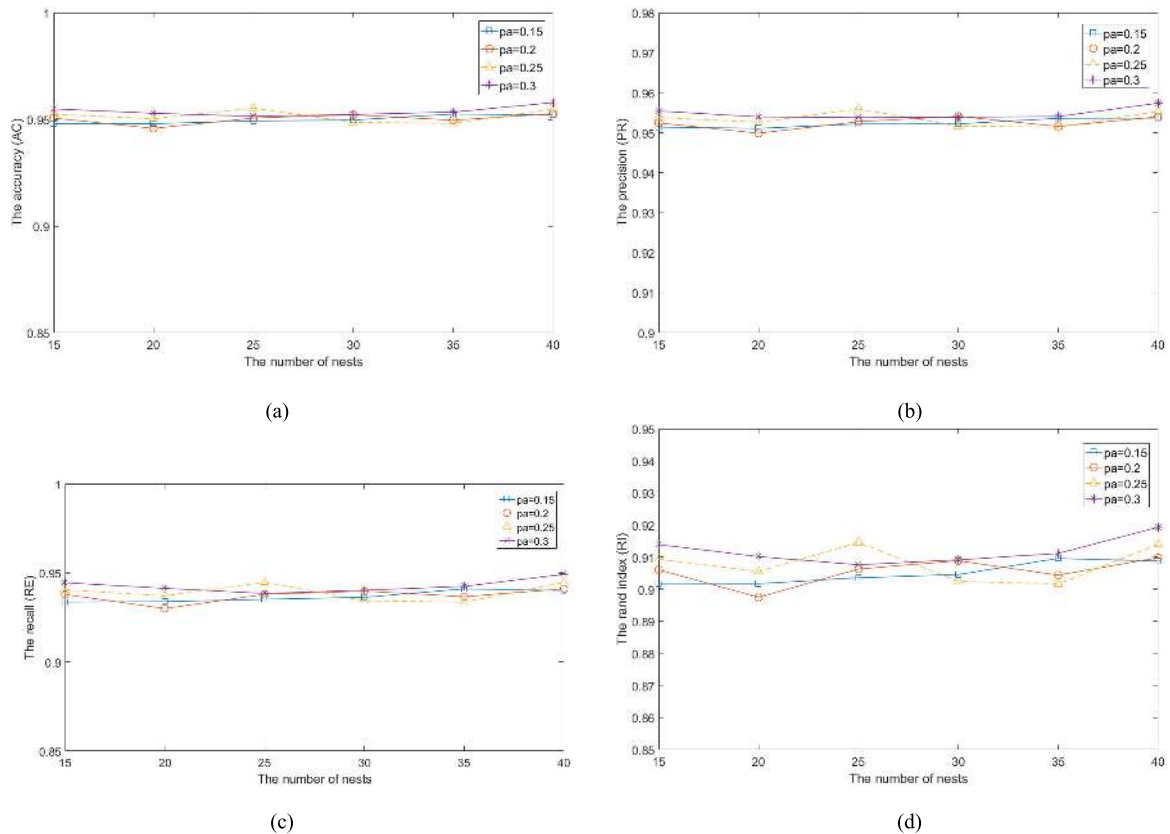 1
0.95
0.9
0.85
The accuracy (AC)
pa=0.15
pa=0.2
pa=0.25
pa=0.3
15 20 25 30 35 40
The number of nests
(a)
0.98
0.97
0.96
0.95
0.94
0.93
0.92
0.91
0.9
The precision (PR)
pa=0.15
pa=0.2
pa=0.25
pa=0.3
15 20 25 30 35 40
The number of nests
(b)
1
0.95
0.9
0.85
The recall (RE)
pa=0.15
pa=0.2
pa=0.25
pa=0.3
15 20 25 30 35 40
The number of nests
(c)
0.95
0.94
0.93
0.92
0.91
0.9
0.89
0.88
0.87
0.86
0.85
The rand index (RI)
pa=0.15
pa=0.2
pa=0.25
pa=0.3
15 20 25 30 35 40
The number of nests
(d)